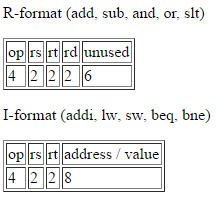 R-format (add, sub, and, or, slt)
op rs rt rd unused
4 2 2 2 6
I-format (addi, lw, sw, beq, bne)
op rs rt address / value
4 2 2 8